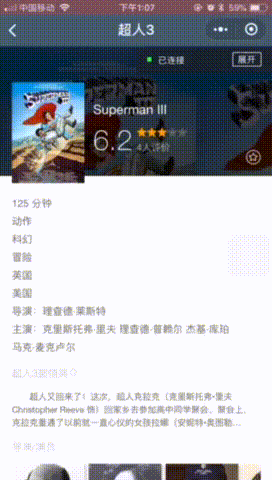 中国移动 下午1:07 59%
超人3
已连接 展开
SUPERMAN
Superman III
6.2
4人评价
125 分钟
动作
科幻
冒险
英国
美国
导演：理查德·莱斯特
主演：克里斯托弗·里夫 理查德·普赖尔 杰基·库珀
马克·麦克卢尔
超人3剧情简介
超人又回来了！这次，超人克拉克（克里斯托弗·里夫
Christopher Reeve 饰）回家乡去参加高中同学聚会。聚会上，
克拉克重遇了以前就一直心仪的女孩拉娜（安妮特·奥图勒...
导演/演员